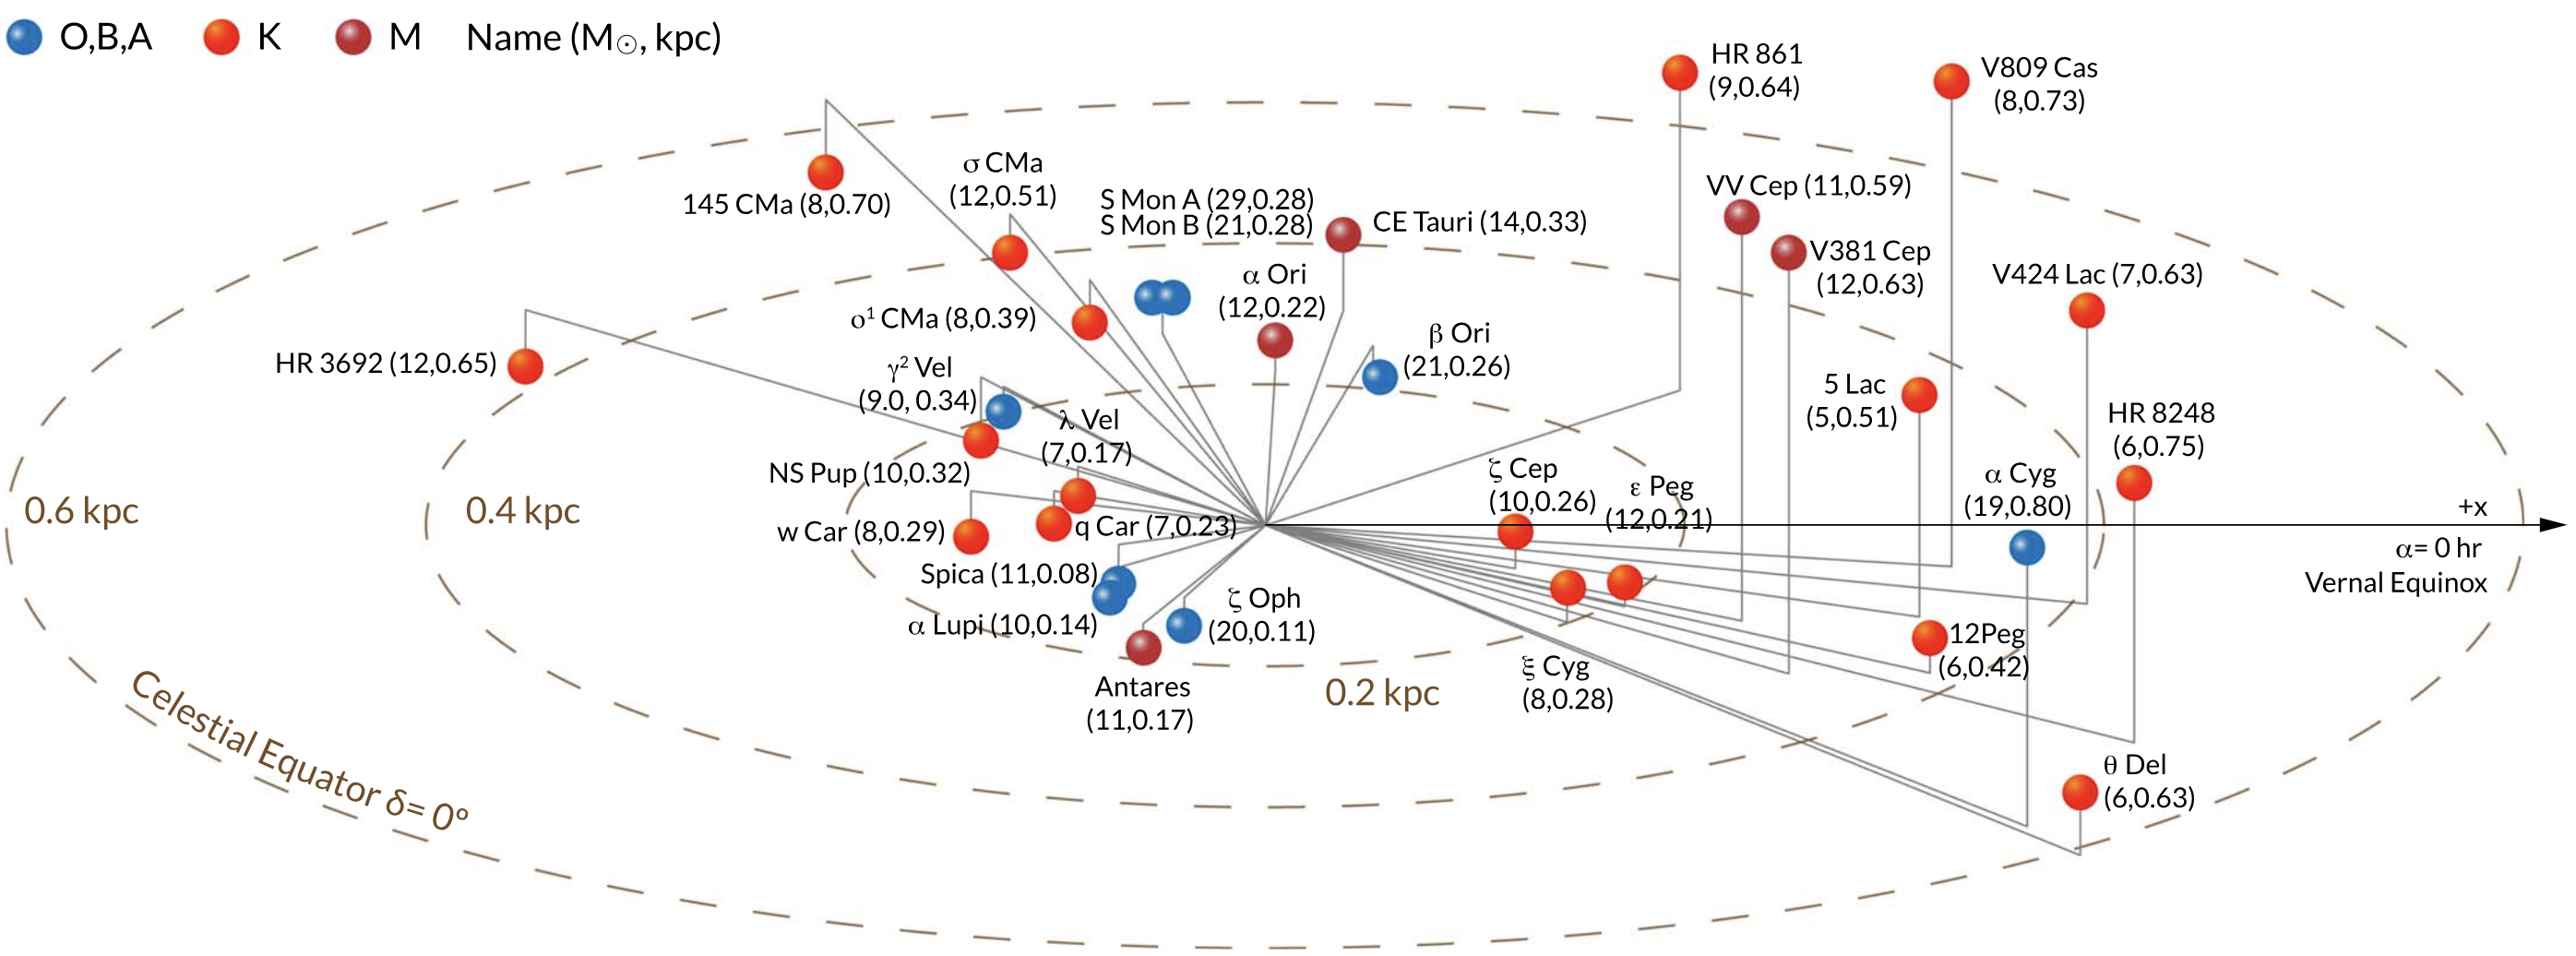 O,B,A K M Name (M☉, kpc)
HR 861
(9,0.64)
V809 Cas
(8,0.73)
145 CMa (8,0.70)
σ CMa
(12,0.51)
S Mon A (29,0.28)
S Mon B (21,0.28)
CE Tauri (14,0.33)
VV Cep (11,0.59)
V381 Cep
(12,0.63)
V424 Lac (7,0.63)
α Ori
(12,0.22)
ο¹ CMa (8,0.39)
β Ori
(21,0.26)
HR 3692 (12,0.65)
γ² Vel
(9.0, 0.34)
λ Vel
(7,0.17)
5 Lac
(5,0.51)
HR 8248
(6,0.75)
NS Pup (10,0.32)
ζ Cep
(10,0.26)
ε Peg
(12,0.21)
α Cyg
(19,0.80)
+x
0.6 kpc
0.4 kpc
w Car (8,0.29)
q Car (7,0.23)
α= 0 hr
Vernal Equinox
Spica (11,0.08)
α Lupi (10,0.14)
ζ Oph
(20,0.11)
12Peg
(6,0.42)
Antares
(11,0.17)
0.2 kpc
ξ Cyg
(8,0.28)
θ Del
(6,0.63)
Celestial Equator δ= 0º